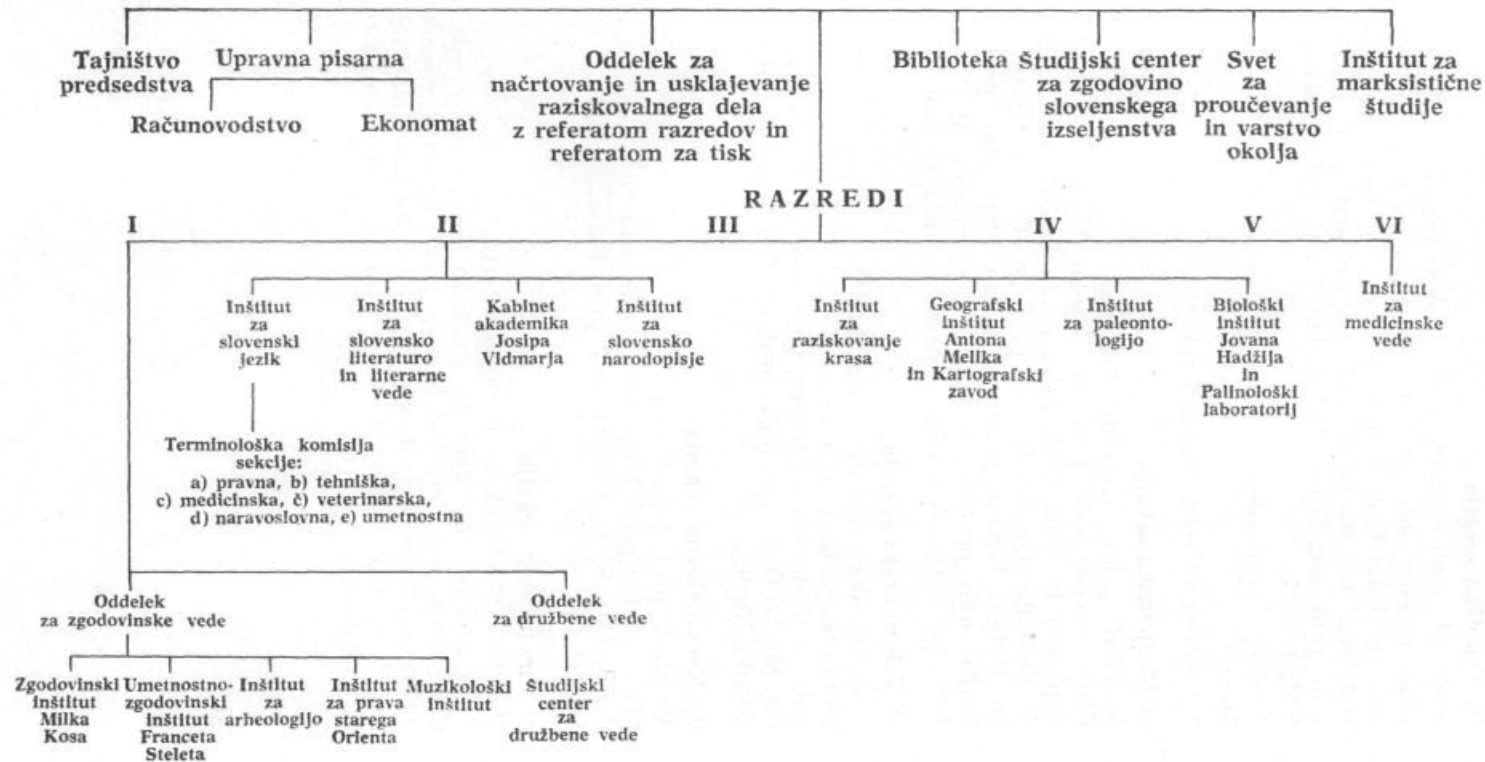 Tajništvo
predsedstva
Upravna pisarna
Računovodstvo
Ekonomat
Oddelek za
načrtovanje in usklajevanje
raziskovalnega dela
z referatom razredov in
referatom za tisk
Biblioteka
Študijski center
za zgodovino
slovenskega
izseljenstva
Svet
za
proučevanje
in varstvo
okolja
Inštitut za
marksistične
študije
RAZREDI
I
II
III
IV
V
VI
Inštitut
za
slovenski
jezik
Inštitut
za
slovensko
literaturo
in literarne
vede
Kabinet
akademika
Josipa
Vidmarja
Inštitut
za
slovensko
narodopisje
Inštitut
za
raziskovanje
krasa
Geografski
inštitut
Antona
Melika
in Kartografski
zavod
Inštitut
za paleonto-
logijo
Biološki
inštitut
Jovana
Hadžija
in
Palinološki
laboratorij
Inštitut
za
medicinske
vede
Terminološka komisija
sekcije:
a) pravna, b) tehniška,
c) medicinska, č) veterinarska,
d) naravoslovna, e) umetnostna
Oddelek
za zgodovinske vede
Oddelek
za družbene vede
Zgodovinski
inštitut
Milka
Kosa
Umetnostno-
zgodovinski
inštitut
Franceta
Steleta
Inštitut
za
arheologijo
Inštitut
za prava
starega
Orienta
Muzikološki
inštitut
Študijski
center
za
družbene vede